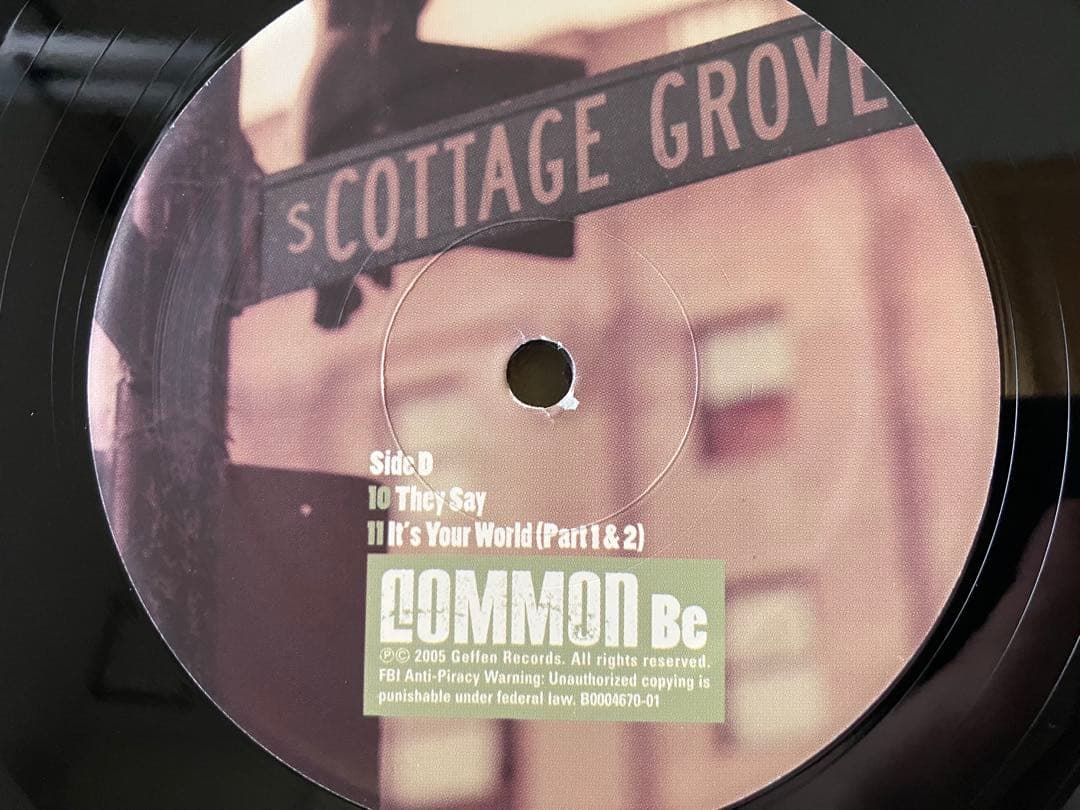 S COTTAGE GROVE
Side D
10 They Say
11 It's Your World (Part 1 & 2)
COMMON Be
℗© 2005 Geffen Records. All rights reserved.
FBI Anti-Piracy Warning: Unauthorized copying is
punishable under federal law. B0004670-01